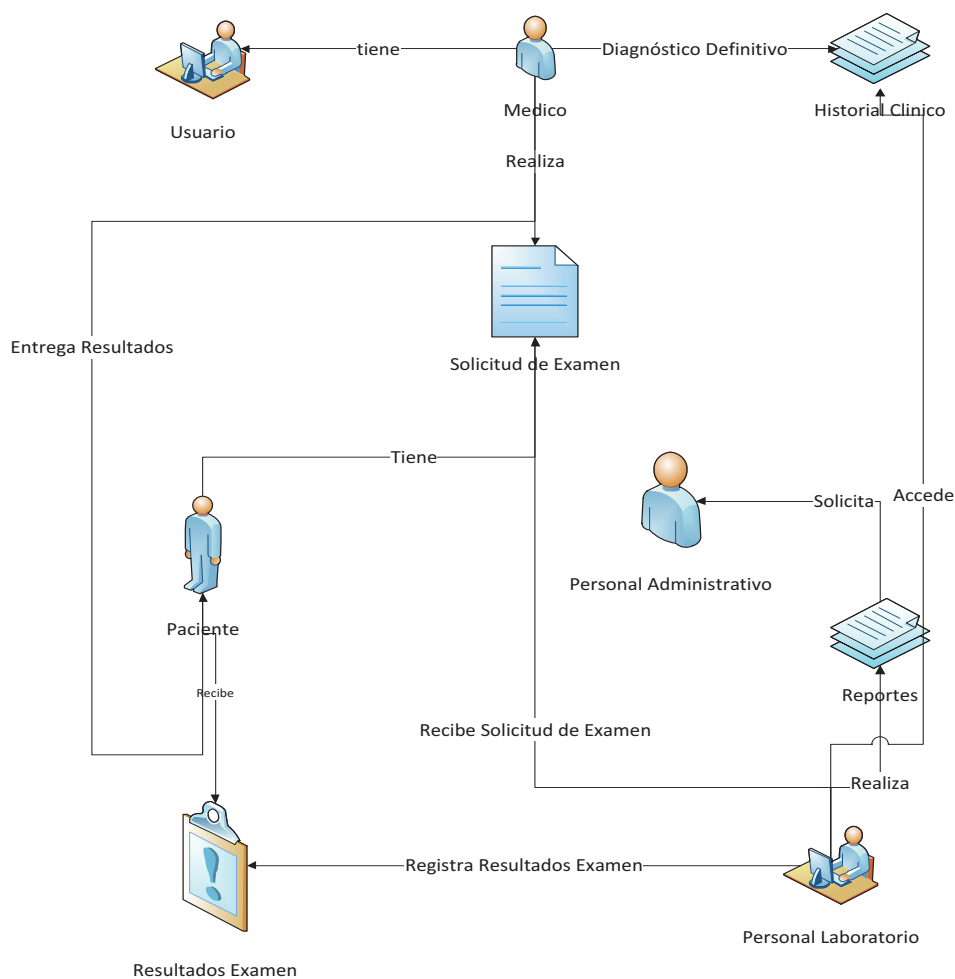 tiene
Diagnóstico Definitivo
Usuario
Medico
Historial Clinico
Realiza
Entrega Resultados
Solicitud de Examen
Tiene
Solicita
Accede
Personal Administrativo
Paciente
Recibe
Reportes
Recibe Solicitud de Examen
Realiza
Registra Resultados Examen
Personal Laboratorio
Resultados Examen